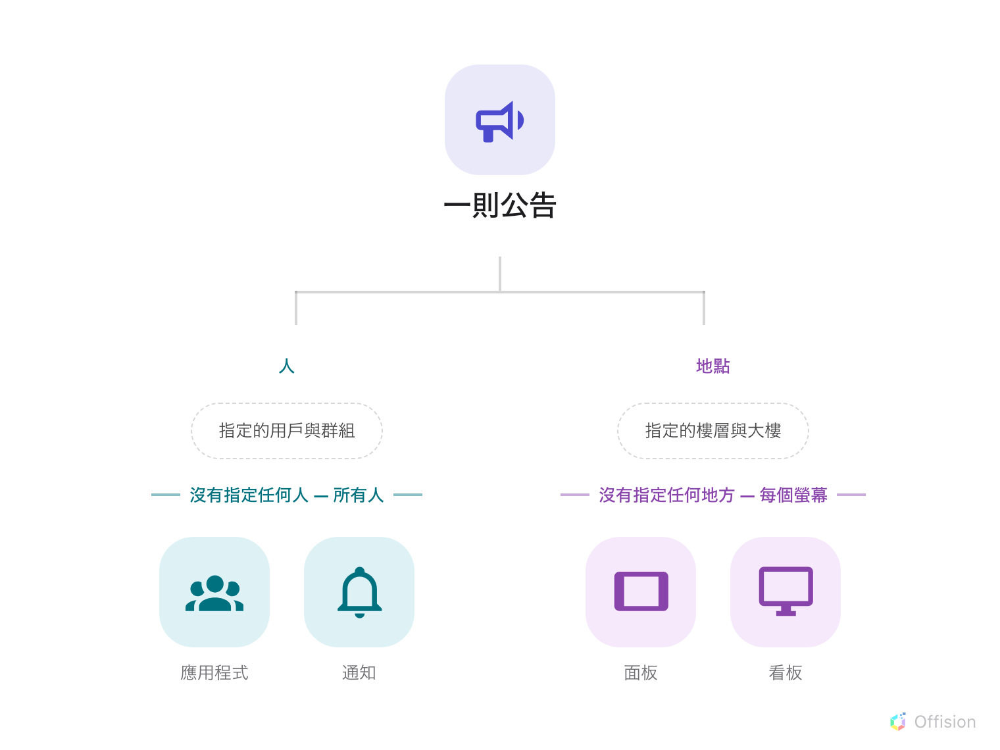 一則公告
人
地點
指定的用戶與群組
指定的樓層與大樓
沒有指定任何人 — 所有人
沒有指定任何地方 — 每個螢幕
應用程式
通知
面板
看板
Offision